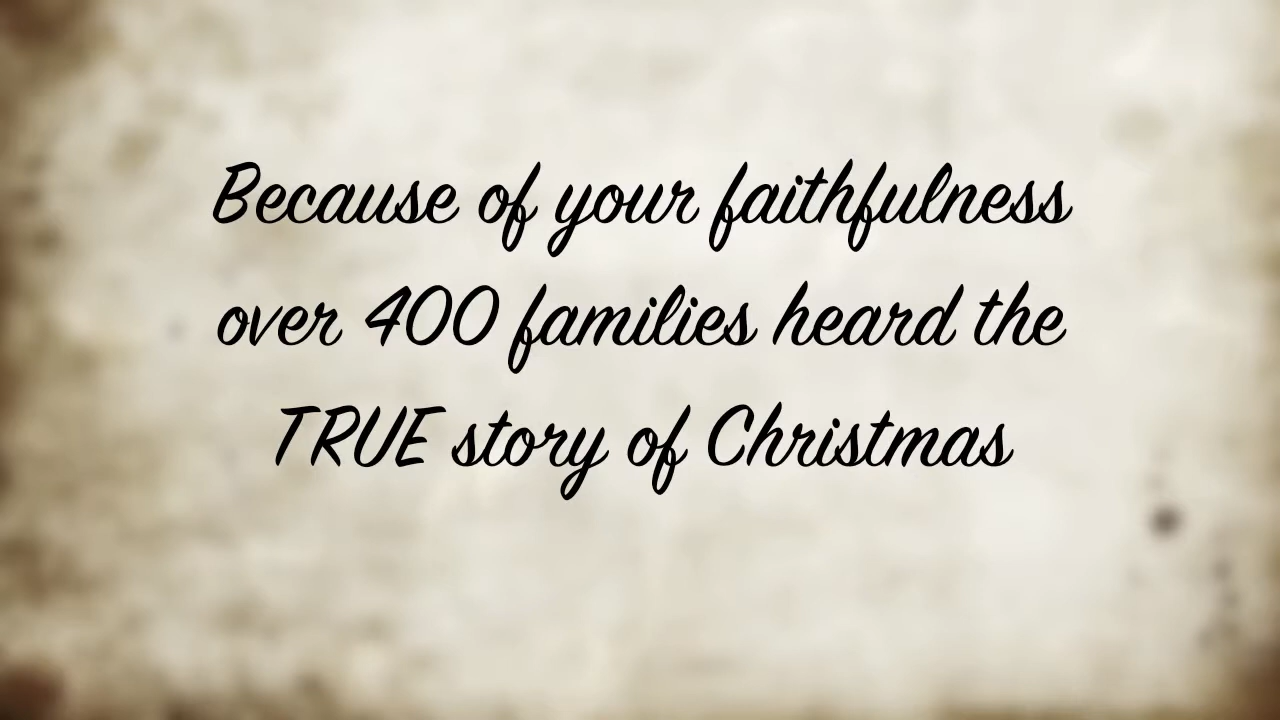 Because of your faithfulness
over 400 families heard the
TRUE story of Christmas